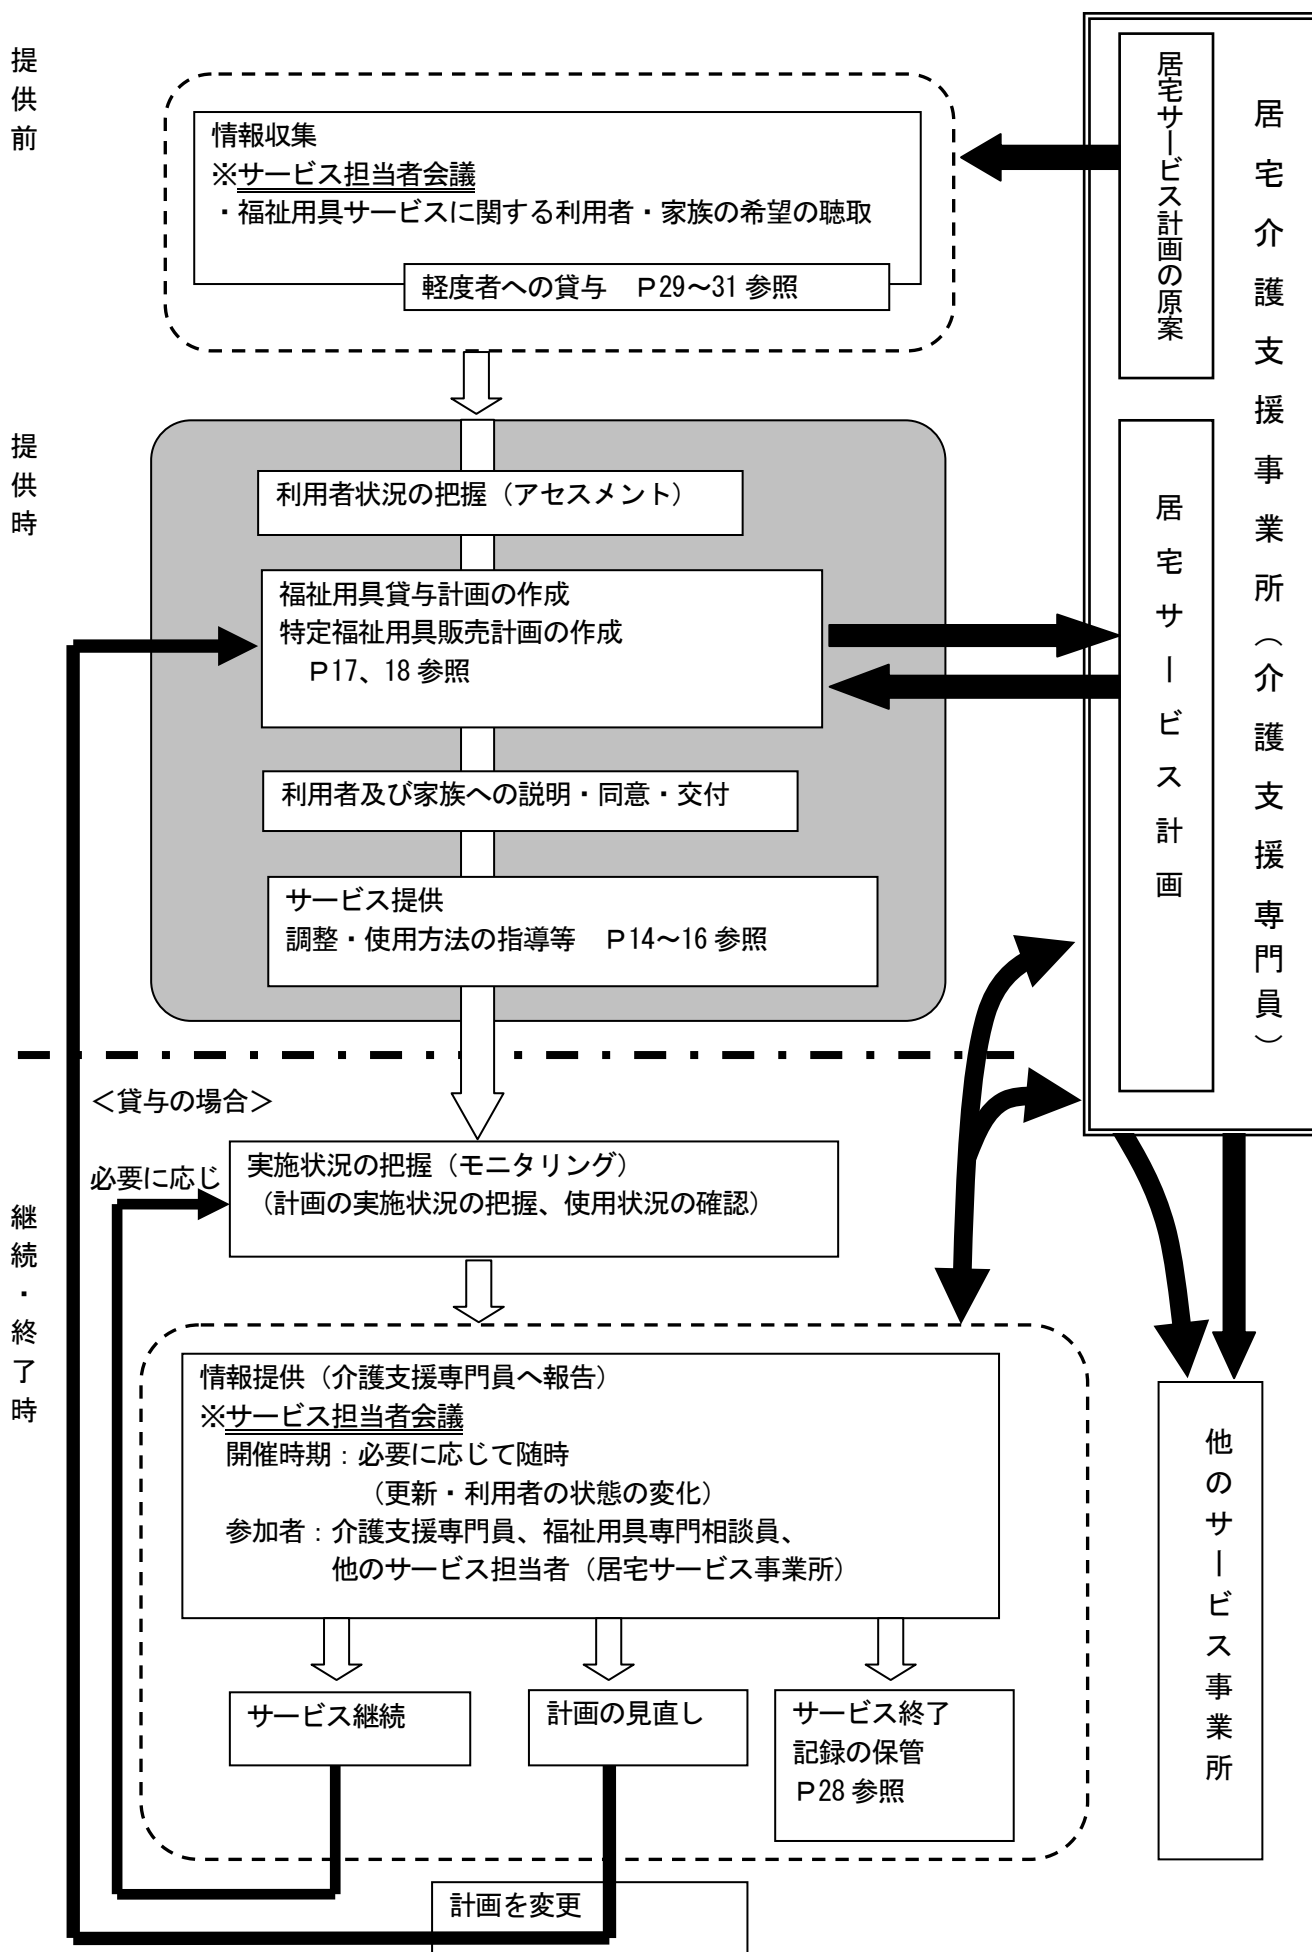 提供前
情報収集
※サービス担当者会議
・福祉用具サービスに関する利用者・家族の希望の聴取
軽度者への貸与　Ｐ29～31 参照
居宅サービス計画の原案
居宅介護支援事業所（介護支援専門員）
提供時
利用者状況の把握（アセスメント）
福祉用具貸与計画の作成
特定福祉用具販売計画の作成
Ｐ17、18 参照
利用者及び家族への説明・同意・交付
サービス提供
調整・使用方法の指導等　Ｐ14～16 参照
居宅サービス計画
＜貸与の場合＞
必要に応じ
継続・終了時
実施状況の把握（モニタリング）
（計画の実施状況の把握、使用状況の確認）
情報提供（介護支援専門員へ報告）
※サービス担当者会議
開催時期：必要に応じて随時
（更新・利用者の状態の変化）
参加者：介護支援専門員、福祉用具専門相談員、
他のサービス担当者（居宅サービス事業所）
サービス継続
計画の見直し
サービス終了
記録の保管
Ｐ28 参照
他のサービス事業所
計画を変更